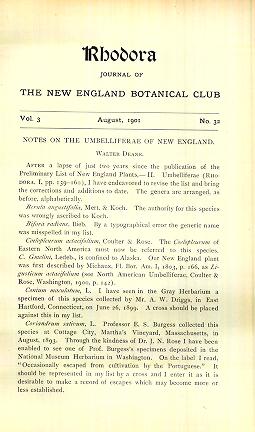 Rhodora
JOURNAL OF
THE NEW ENGLAND BOTANICAL CLUB
Vol. 3 August, 1901 No. 32
NOTES ON THE UMBELLIFERAE OF NEW ENGLAND.
WALTER DEANE.
AFTER a lapse of just two years since the publication of the
Preliminary List of New England Plants,— II. Umbelliferae (RHO
DORA, I, pp. 159–160), I have endeavored to revise the list and bring
the corrections and additions to date. The genera are arranged, as
before, alphabetically.
Berula angustifolia, Mert. & Koch. The authority for this species
was wrongly ascribed to Koch.
Bifora radians, Bieb. By a typographical error the generic name
was misspelled in my list.
Coelopleurum actaeifolium, Coulter & Rose. The Coelopleurum of
Eastern North America must now be referred to this species.
C. Gmelini, Ledeb., is confined to Alaska. Our New England plant
was first described by Michaux, Fl. Bor. Am. I, 1803, p. 166, as Li-
gusticum actaeifolium (see North American Umbelliferae, Coulter &
Rose, Washington, 1900, p. 142).
Conium maculatum, L. I have seen in the Gray Herbarium a
specimen of this species collected by Mr. A. W. Driggs, in East
Hartford, Connecticut, on June 26, 1899. A cross should be placed
against this in my list.
Coriandrum sativum, L. Professor E. S. Burgess collected this
species at Cottage City, Martha's Vineyard, Massachusetts, in
August, 1893. Through the kindness of Dr. J. N. Rose I have been
enabled to see one of Prof. Burgess's specimens deposited in the
National Museum Herbarium in Washington. On the label I read,
"Occasionally escaped from cultivation by the Portuguese." It
should be represented in my list by a cross and I enter it as it is
desirable to make a record of escapes which may become more or
less established.